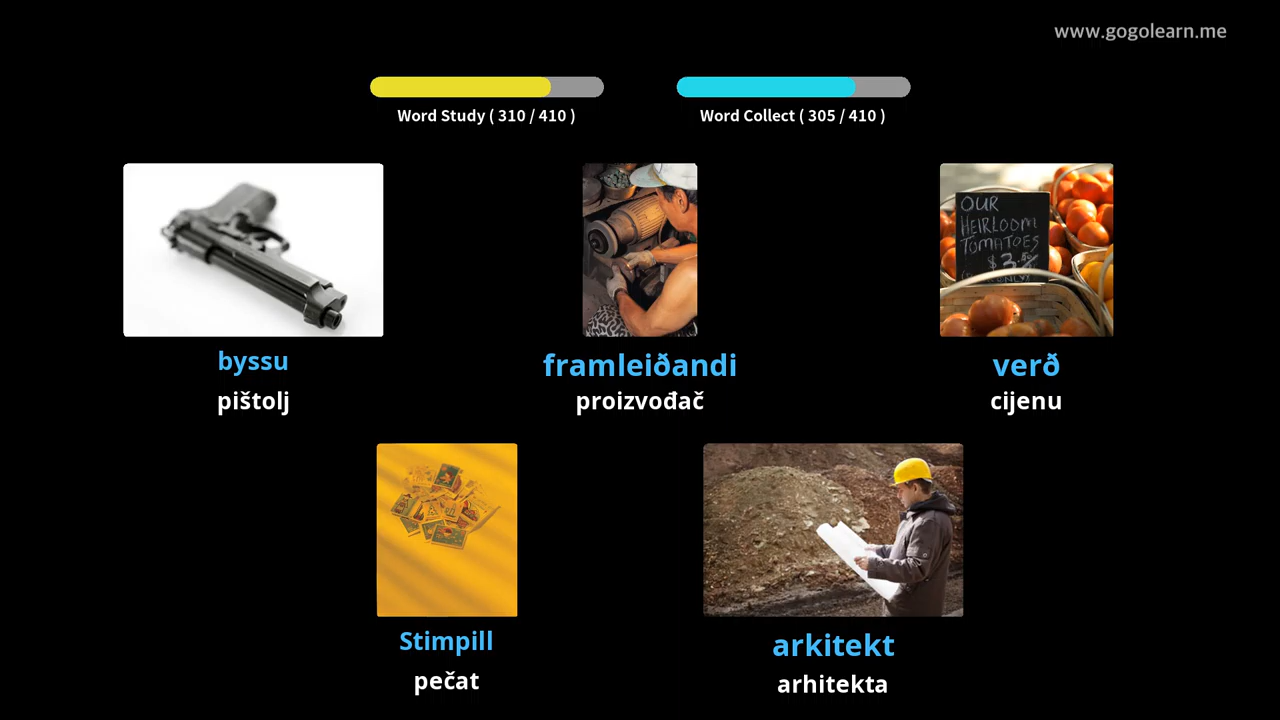 www.gogolearn.me
Word Study ( 310 / 410 )
Word Collect ( 305 / 410 )
OUR
HEIRLOOM
TOMATOES
byssu
framleiðandi
verð
pištolj
proizvođač
cijenu
Stimpill
arkitekt
pečat
arhitekta